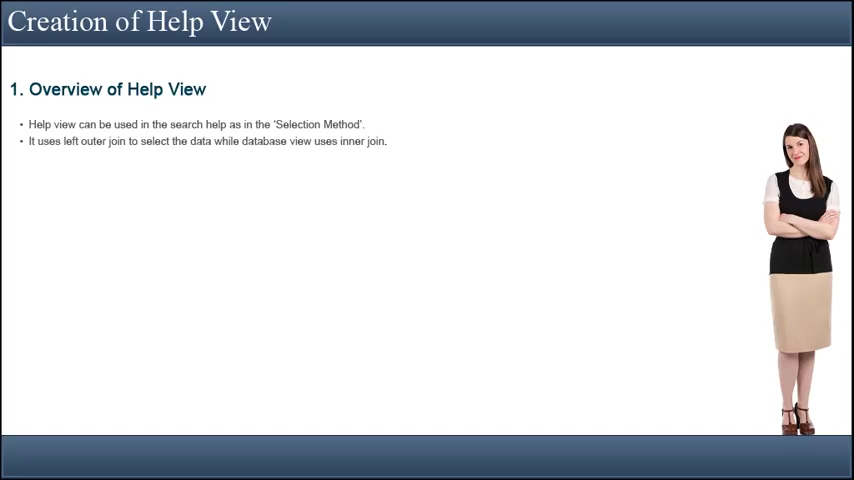 Creation of Help View
1. Overview of Help View
• Help view can be used in the search help as in the ‘Selection Method’.
• It uses left outer join to select the data while database view uses inner join.